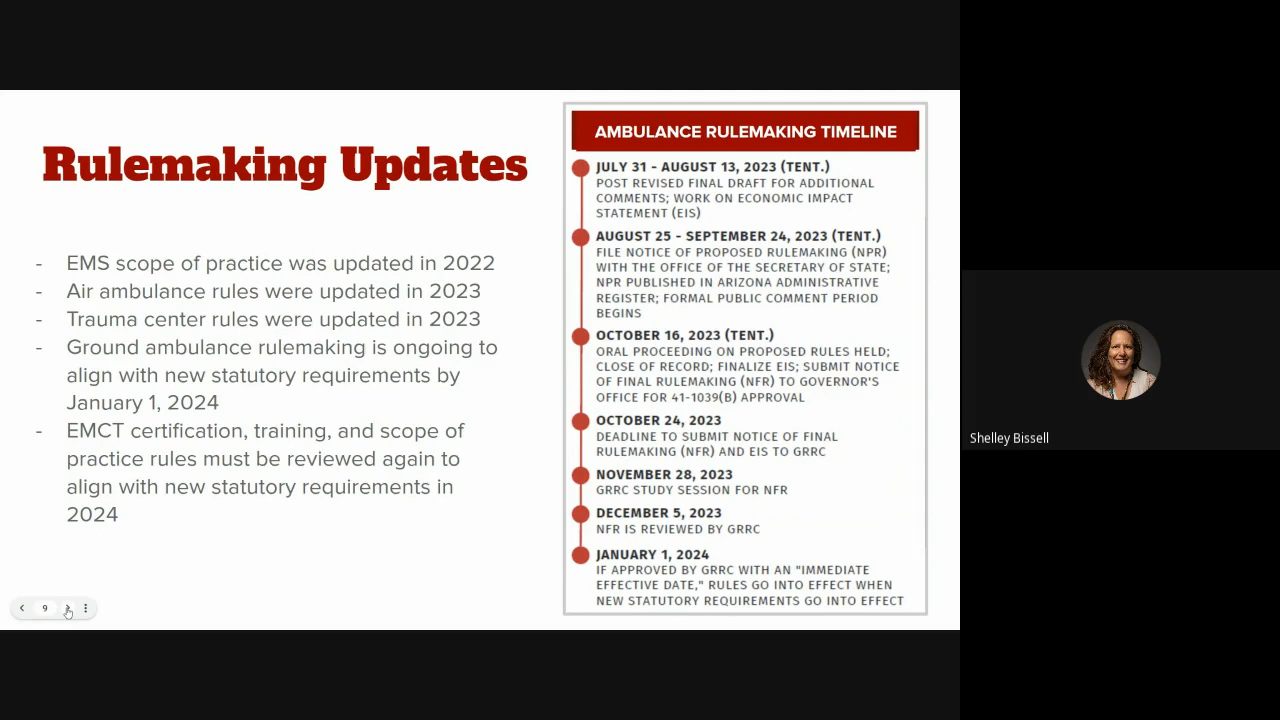 Rulemaking Updates
- EMS scope of practice was updated in 2022
- Air ambulance rules were updated in 2023
- Trauma center rules were updated in 2023
- Ground ambulance rulemaking is ongoing to
align with new statutory requirements by
January 1, 2024
- EMCT certification, training, and scope of
practice rules must be reviewed again to
align with new statutory requirements in
2024
9
AMBULANCE RULEMAKING TIMELINE
JULY 31 - AUGUST 13, 2023 (TENT.)
POST REVISED FINAL DRAFT FOR ADDITIONAL
COMMENTS; WORK ON ECONOMIC IMPACT
STATEMENT (EIS)
AUGUST 25 - SEPTEMBER 24, 2023 (TENT.)
FILE NOTICE OF PROPOSED RULEMAKING (NPR)
WITH THE OFFICE OF THE SECRETARY OF STATE;
NPR PUBLISHED IN ARIZONA ADMINISTRATIVE
REGISTER; FORMAL PUBLIC COMMENT PERIOD
BEGINS
OCTOBER 16, 2023 (TENT.)
ORAL PROCEEDING ON PROPOSED RULES HELD;
CLOSE OF RECORD; FINALIZE EIS; SUBMIT NOTICE
OF FINAL RULEMAKING (NFR) TO GOVERNOR'S
OFFICE FOR 41-1039(B) APPROVAL
OCTOBER 24, 2023
DEADLINE TO SUBMIT NOTICE OF FINAL
RULEMAKING (NFR) AND EIS TO GRRC
NOVEMBER 28, 2023
GRRC STUDY SESSION FOR NFR
DECEMBER 5, 2023
NFR IS REVIEWED BY GRRC
JANUARY 1, 2024
IF APPROVED BY GRRC WITH AN "IMMEDIATE
EFFECTIVE DATE," RULES GO INTO EFFECT WHEN
NEW STATUTORY REQUIREMENTS GO INTO EFFECT
Shelley Bissell